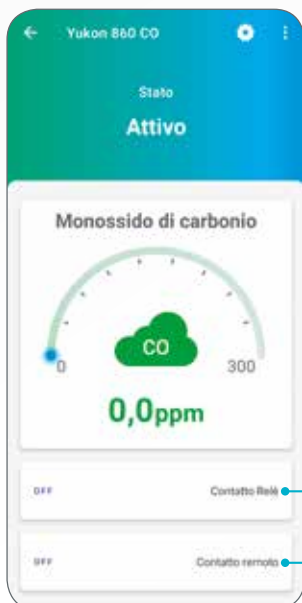 Yukon 860 CO
Stato
Attivo
Monossido di carbonio
CO
0
300
0,0ppm
OFF Contatto Relè
OFF Contatto remoto